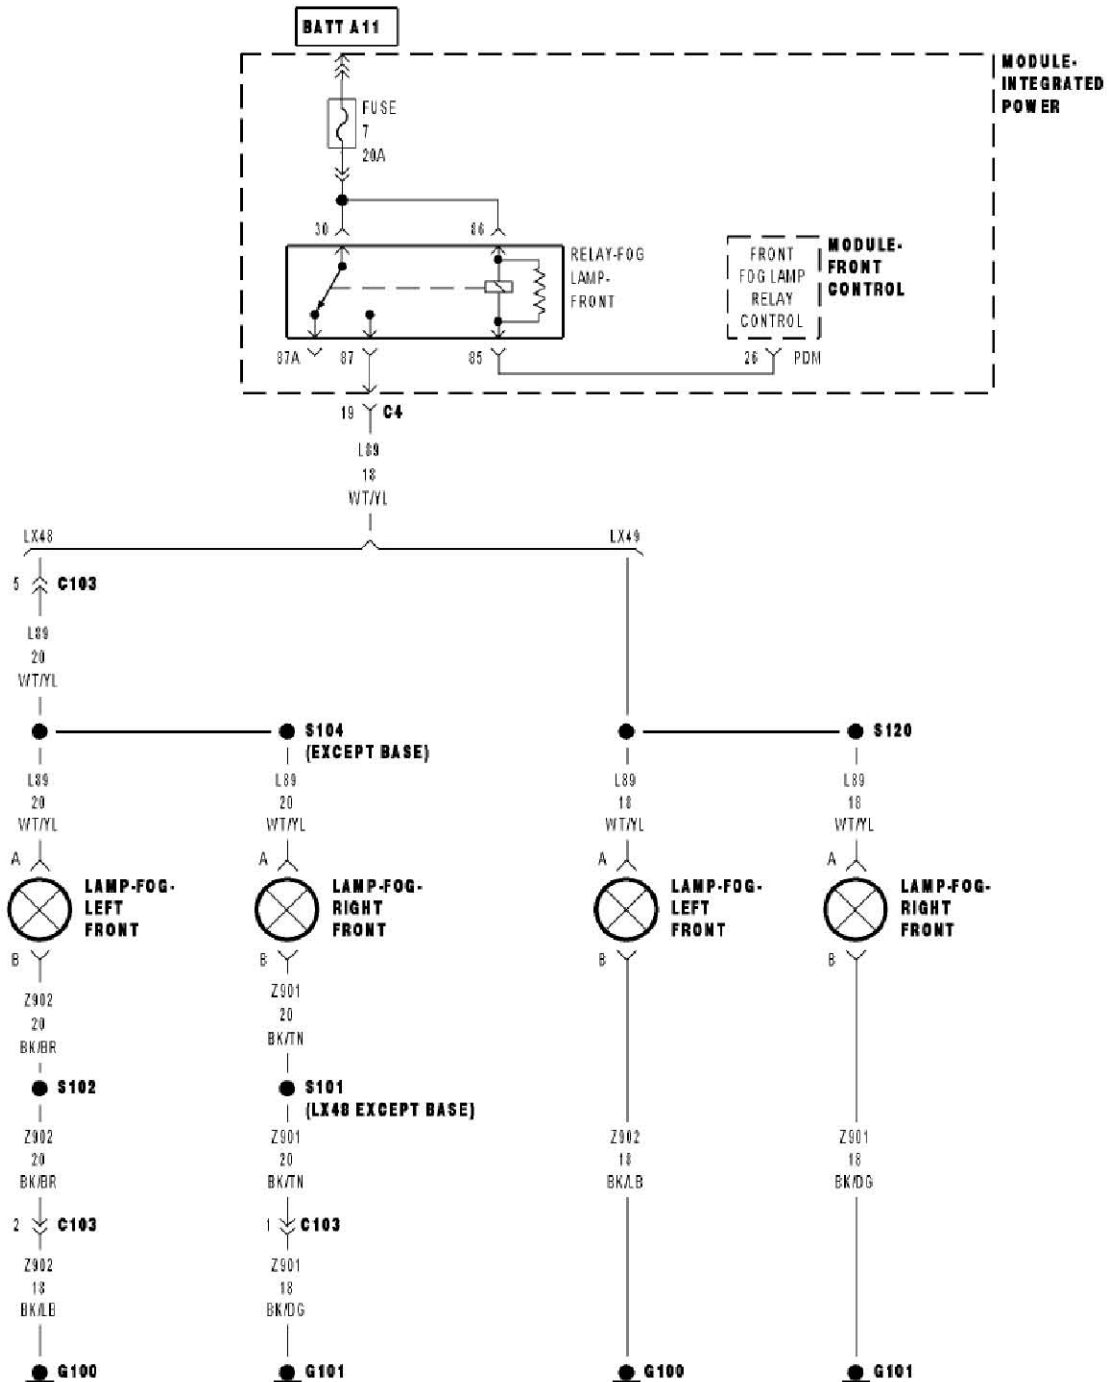 BATT A11
MODULE-
INTEGRATED
POWER
FUSE
7
20A
30
86
RELAY-FOG
LAMP-
FRONT
FRONT
FOG LAMP
RELAY
CONTROL
MODULE-
FRONT
CONTROL
87A
87
85
26
PDM
19
C4
L89
18
WT/YL
LX48
LX49
5
C103
L89
20
WT/YL
S104
(EXCEPT BASE)
S120
L89
L89
L89
L89
20
20
18
18
WT/YL
WT/YL
WT/YL
WT/YL
A
A
A
A
LAMP-FOG-
LEFT
FRONT
LAMP-FOG-
RIGHT
FRONT
LAMP-FOG-
LEFT
FRONT
LAMP-FOG-
RIGHT
FRONT
B
B
B
B
Z902
20
BK/BR
Z901
20
BK/TN
S102
S101
(LX48 EXCEPT BASE)
Z902
20
BK/BR
Z901
20
BK/TN
Z902
18
BK/LB
Z901
18
BK/DG
2
C103
1
C103
Z902
18
BK/LB
Z901
18
BK/DG
G100
G101
G100
G101